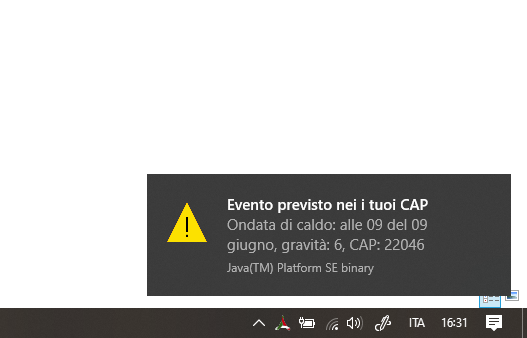 Evento previsto nei i tuoi CAP
Ondata di caldo: alle 09 del 09
giugno, gravità: 6, CAP: 22046
Java(TM) Platform SE binary
ITA
16:31